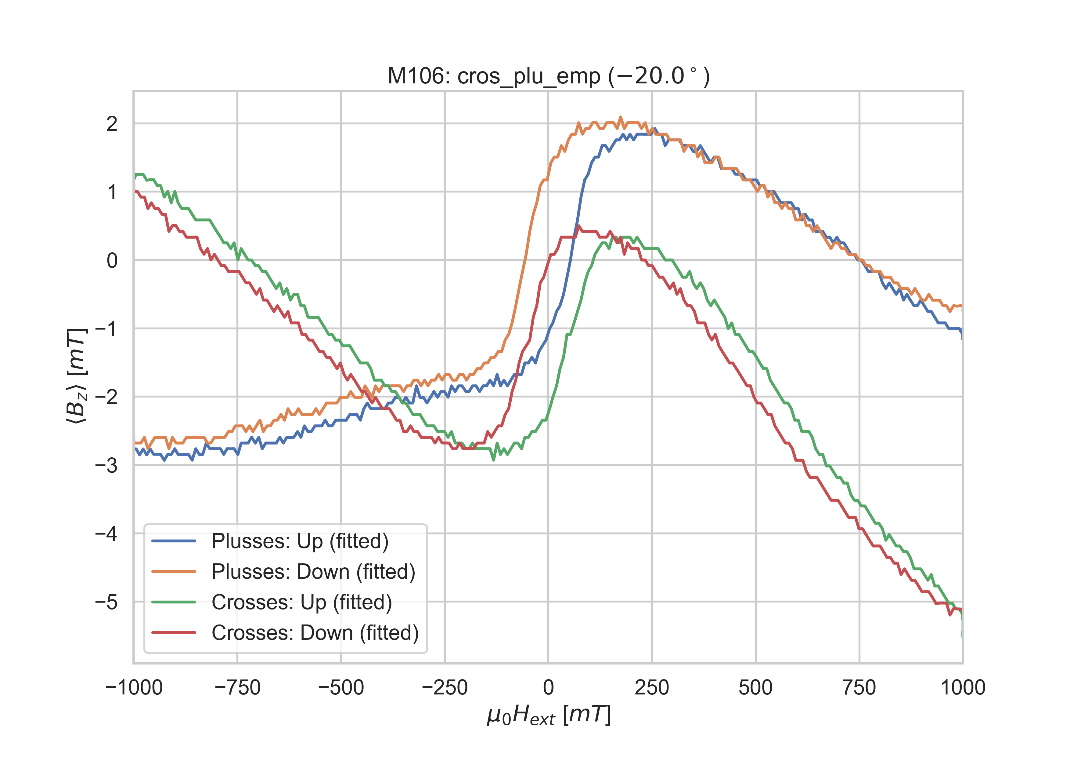 M106: cros_plu_emp (−20.0°)
2
1
0
−1
−2
−3
−4
−5
⟨B_z⟩ [mT]
Plusses: Up (fitted)
Plusses: Down (fitted)
Crosses: Up (fitted)
Crosses: Down (fitted)
−1000 −750 −500 −250 0 250 500 750 1000
μ₀H_ext [mT]